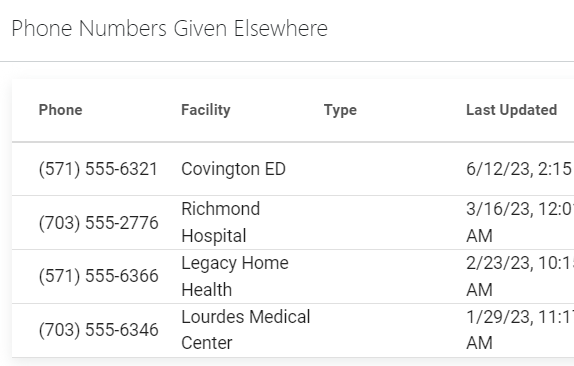 Phone Numbers Given Elsewhere
Phone Facility Type Last Updated
(571) 555-6321 Covington ED 6/12/23, 2:15
(703) 555-2776 Richmond Hospital 3/16/23, 12:0 AM
(571) 555-6366 Legacy Home Health 2/23/23, 10:1 AM
(703) 555-6346 Lourdes Medical Center 1/29/23, 11:1 AM